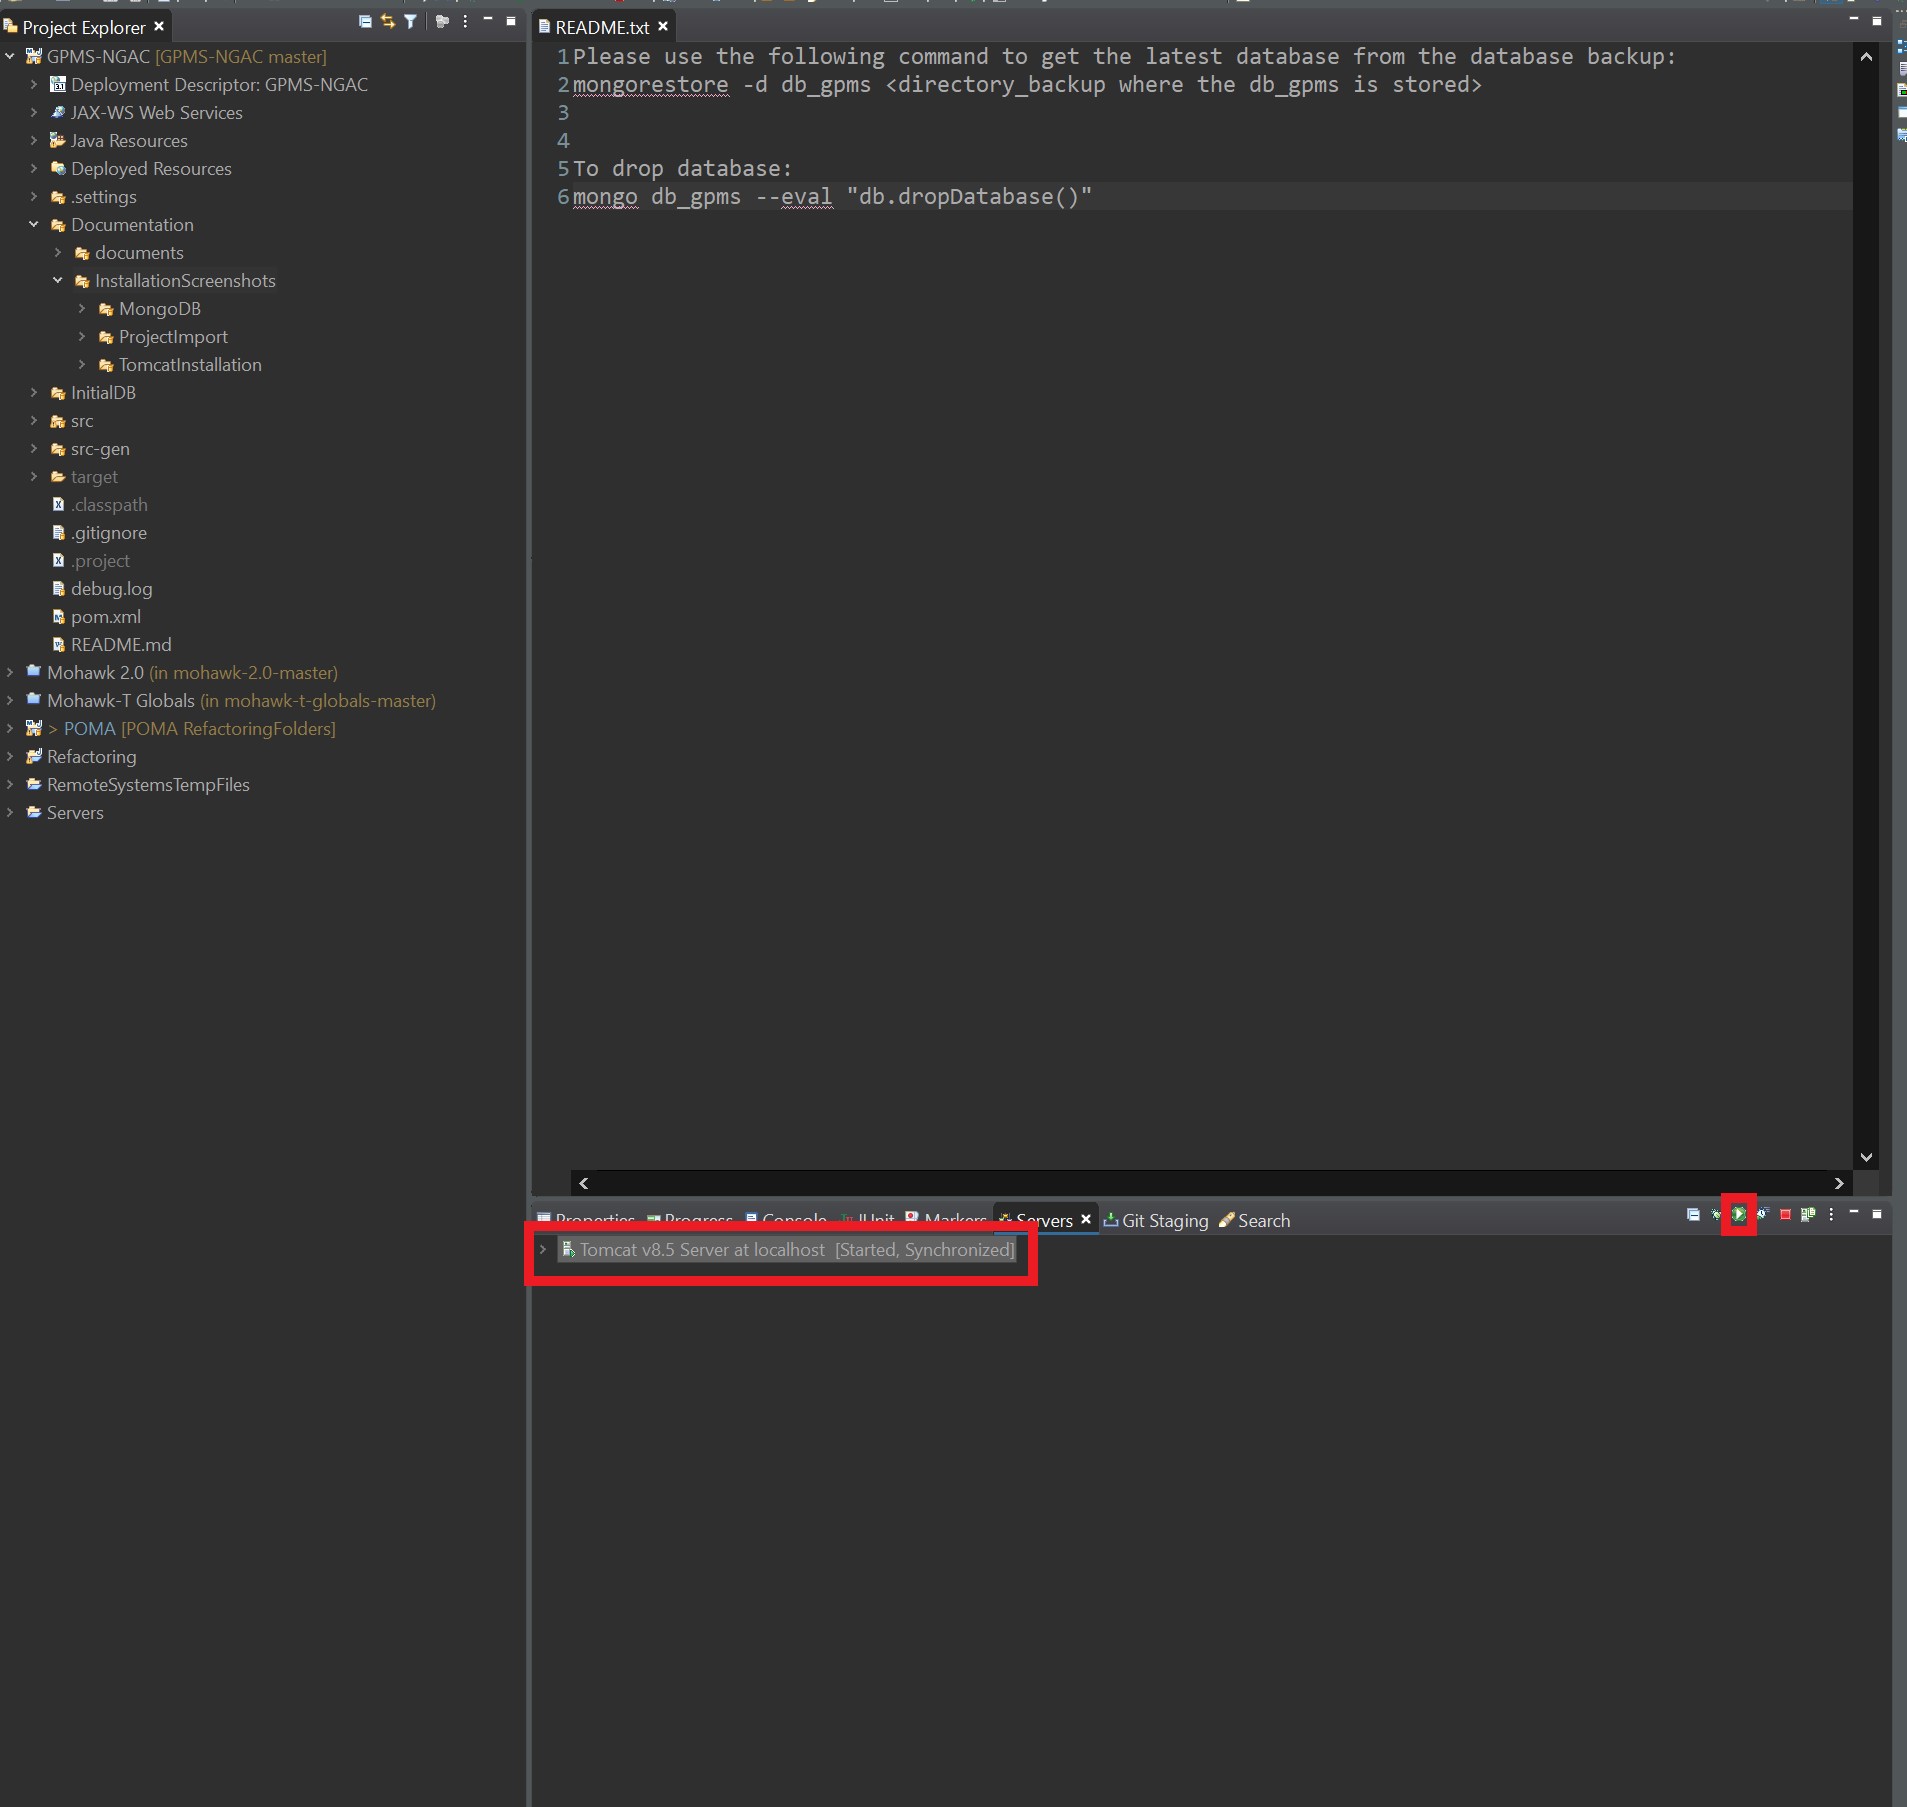 Project Explorer
GPMS-NGAC [GPMS-NGAC master]
Deployment Descriptor: GPMS-NGAC
JAX-WS Web Services
Java Resources
Deployed Resources
.settings
Documentation
documents
InstallationScreenshots
MongoDB
ProjectImport
TomcatInstallation
InitialDB
src
src-gen
target
.classpath
.gitignore
.project
debug.log
pom.xml
README.md
Mohawk 2.0 (in mohawk-2.0-master)
Mohawk-T Globals (in mohawk-t-globals-master)
> POMA [POMA RefactoringFolders]
Refactoring
RemoteSystemsTempFiles
Servers
README.txt
1 Please use the following command to get the latest database from the database backup:
2 mongorestore -d db_gpms <directory_backup where the db_gpms is stored>
3
4
5 To drop database:
6 mongo db_gpms --eval "db.dropDatabase()"
Properties Progress Console JUnit Markers Servers Git Staging Search
Tomcat v8.5 Server at localhost [Started, Synchronized]